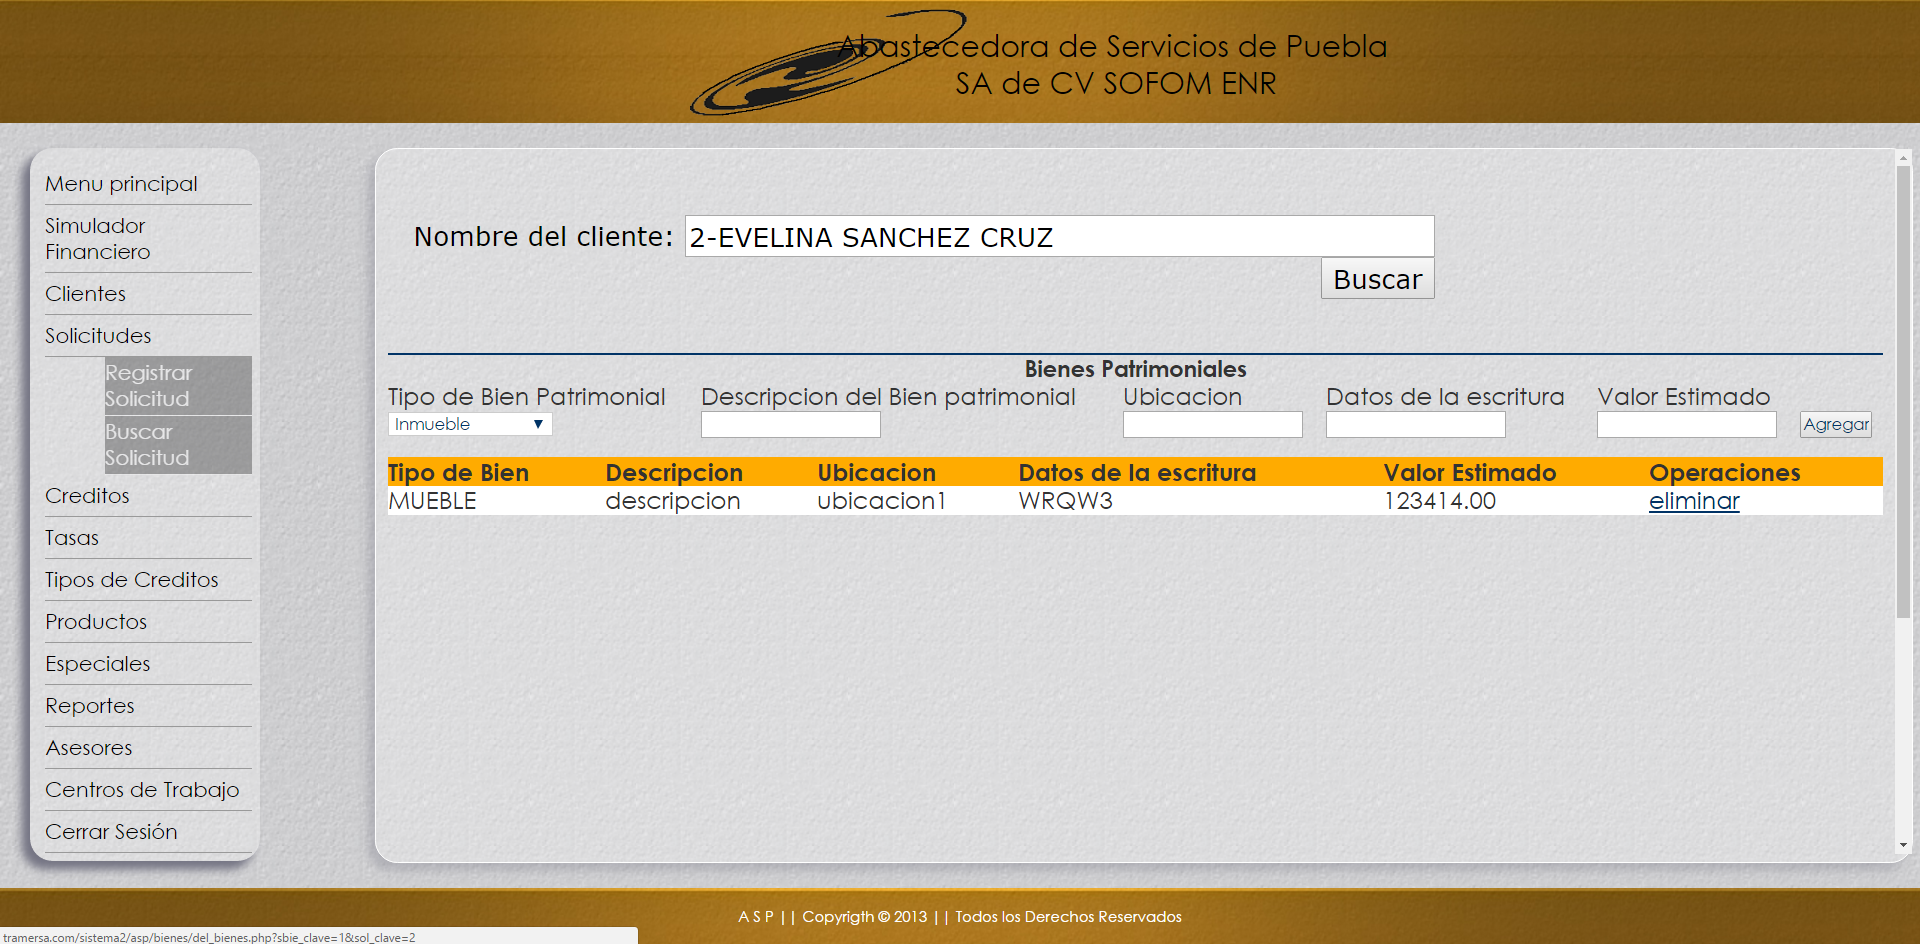 Abastecedora de Servicios de Puebla
SA de CV SOFOM ENR
Menu principal
Simulador
Financiero
Clientes
Solicitudes
Registrar
Solicitud
Buscar
Solicitud
Creditos
Tasas
Tipos de Creditos
Productos
Especiales
Reportes
Asesores
Centros de Trabajo
Cerrar Sesión
Nombre del cliente: 2-EVELINA SANCHEZ CRUZ
Buscar
Bienes Patrimoniales
Tipo de Bien Patrimonial Descripcion del Bien patrimonial Ubicacion Datos de la escritura Valor Estimado
Inmueble Agregar
Tipo de Bien Descripcion Ubicacion Datos de la escritura Valor Estimado Operaciones
MUEBLE descripcion ubicacion1 WRQW3 123414.00 eliminar
A S P || Copyrigth © 2013 || Todos los Derechos Reservados
tramersa.com/sistema2/asp/bienes/del_bienes.php?sbie_clave=1&sol_clave=2